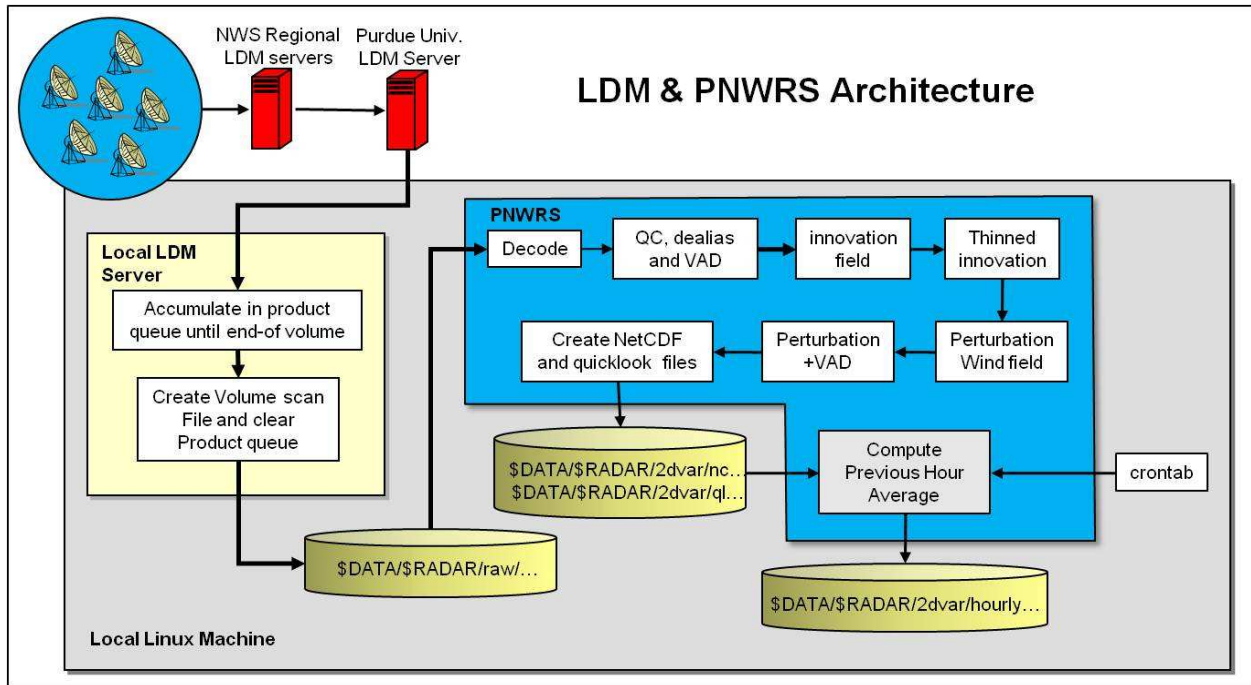 NWS Regional
LDM servers
Purdue Univ.
LDM Server
LDM & PNWRS Architecture
Local LDM
Server
Accumulate in product
queue until end-of volume
Create Volume scan
File and clear
Product queue
$DATA/$RADAR/raw/…
PNWRS
Decode
QC, dealias
and VAD
innovation
field
Thinned
innovation
Perturbation
Wind field
Perturbation
+VAD
Create NetCDF
and quicklook files
$DATA/$RADAR/2dvar/nc…
$DATA/$RADAR/2dvar/ql…
Compute
Previous Hour
Average
crontab
$DATA/$RADAR/2dvar/hourly…
Local Linux Machine